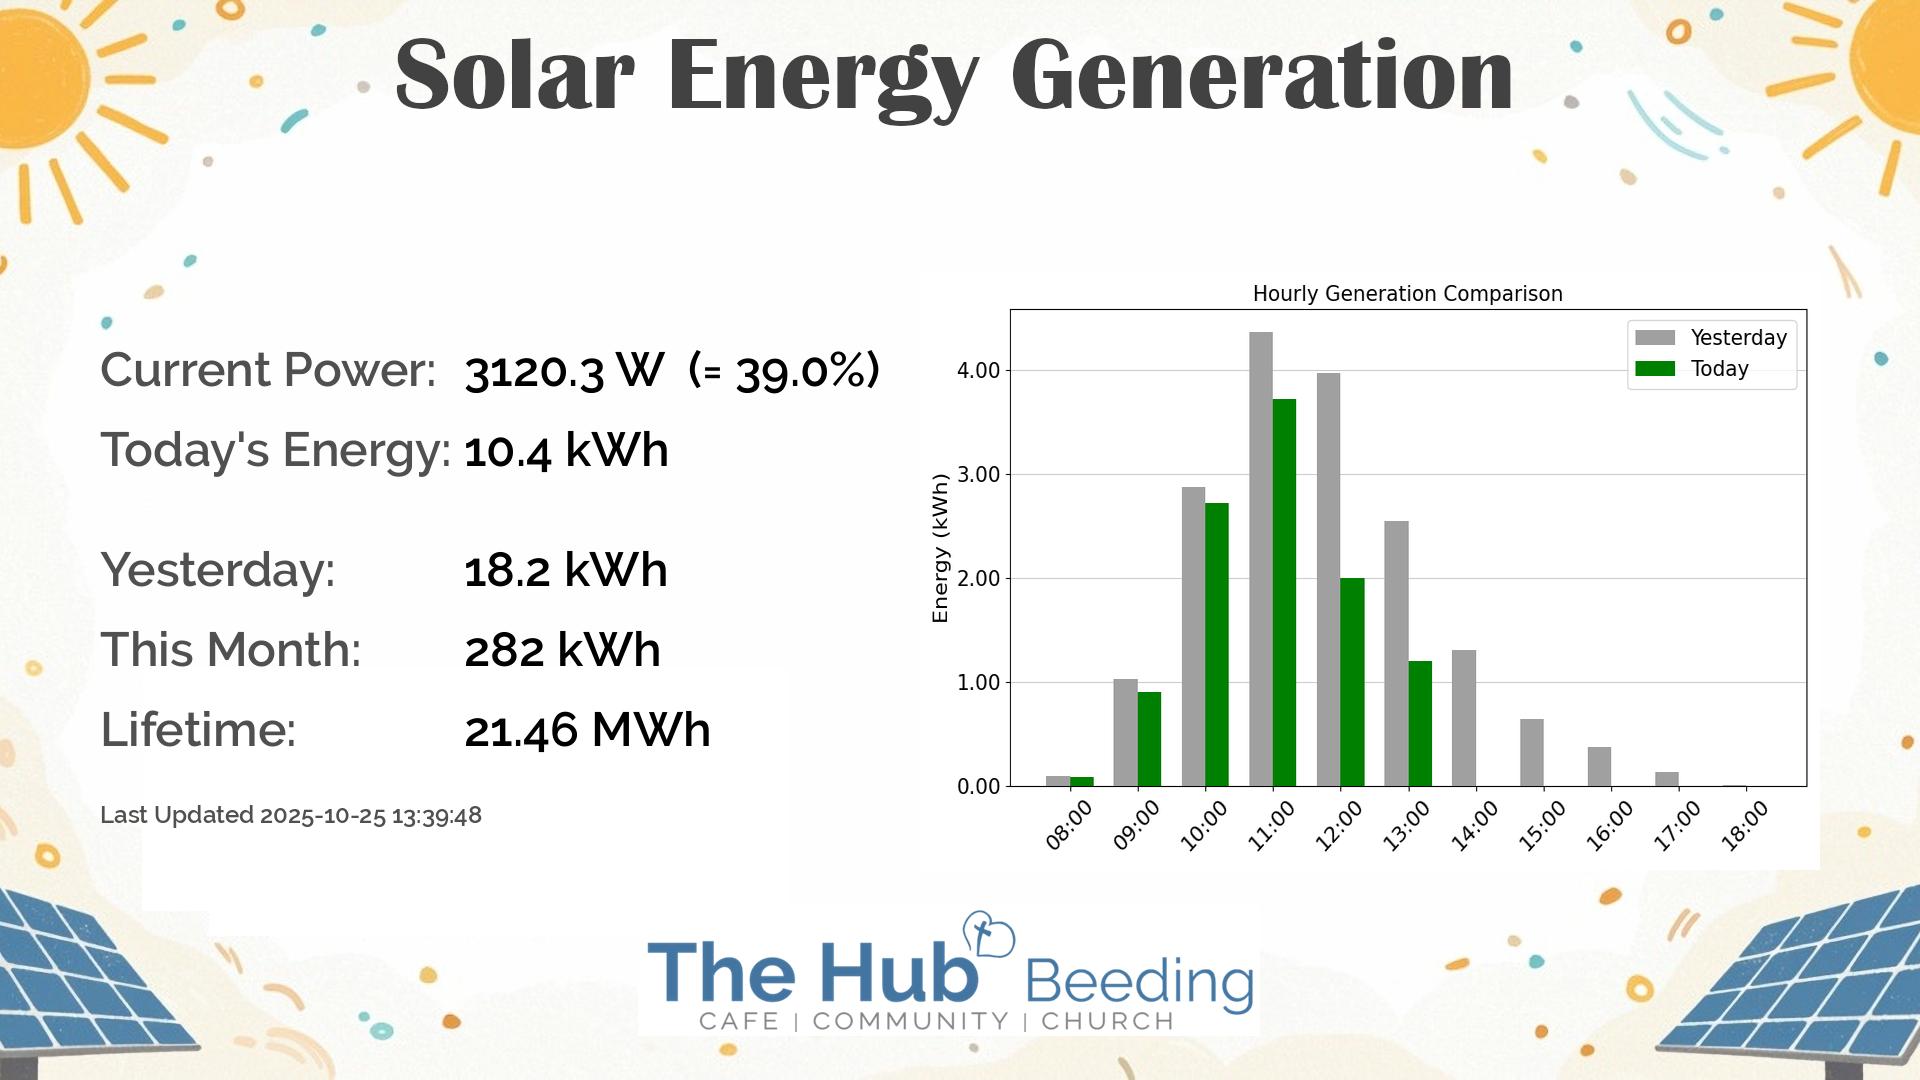 Solar Energy Generation
Current Power: 3120.3 W (= 39.0%)
Today's Energy: 10.4 kWh
Yesterday: 18.2 kWh
This Month: 282 kWh
Lifetime: 21.46 MWh
Last Updated 2025-10-25 13:39:48
Hourly Generation Comparison
Yesterday
Today
Energy (kWh)
4.00
3.00
2.00
1.00
0.00
08:00 09:00 10:00 11:00 12:00 13:00 14:00 15:00 16:00 17:00 18:00
The Hub Beeding
CAFE | COMMUNITY | CHURCH